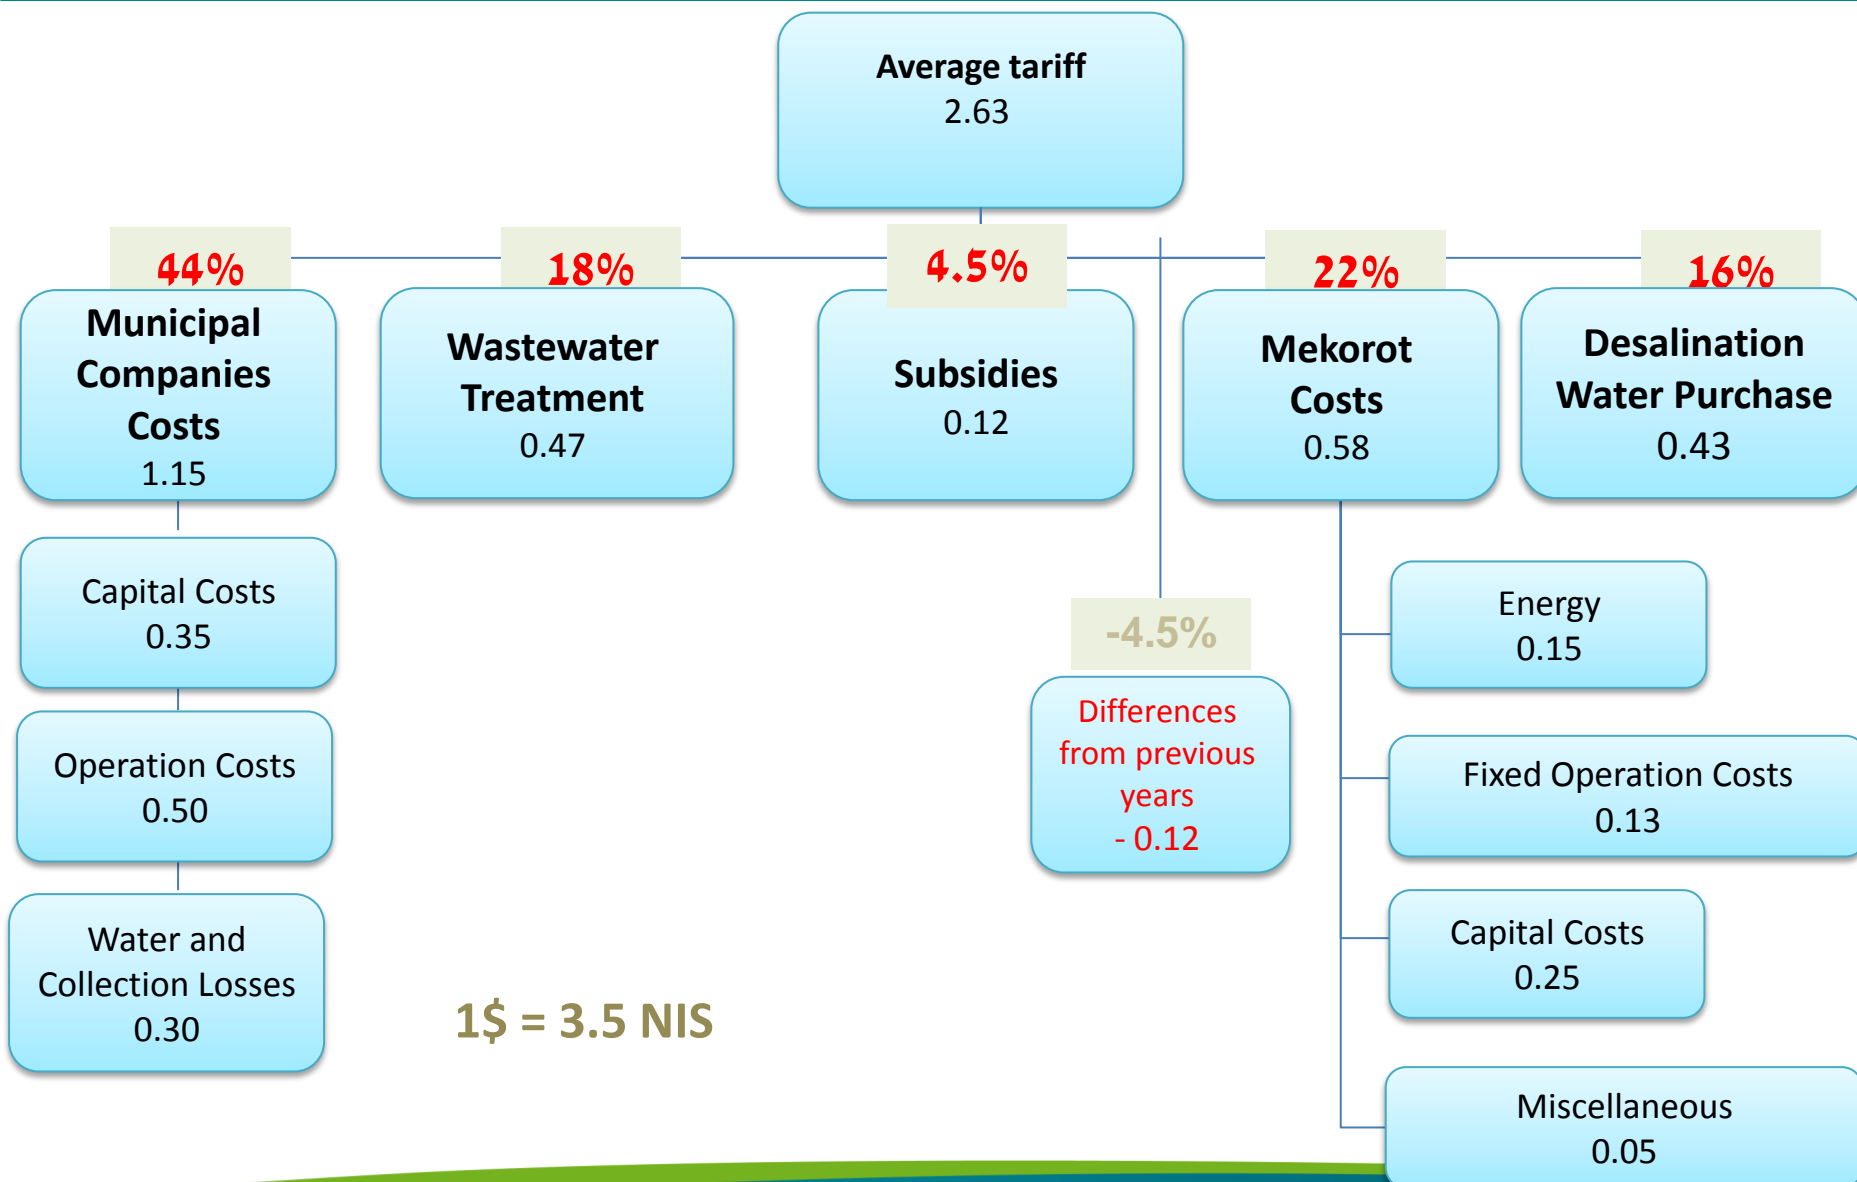 Average tariff
2.63
44%
Municipal
Companies
Costs
1.15
18%
Wastewater
Treatment
0.47
4.5%
Subsidies
0.12
22%
Mekorot
Costs
0.58
16%
Desalination
Water Purchase
0.43
Capital Costs
0.35
Operation Costs
0.50
Water and
Collection Losses
0.30
-4.5%
Differences
from previous
years
- 0.12
Energy
0.15
Fixed Operation Costs
0.13
Capital Costs
0.25
Miscellaneous
0.05
1$ = 3.5 NIS